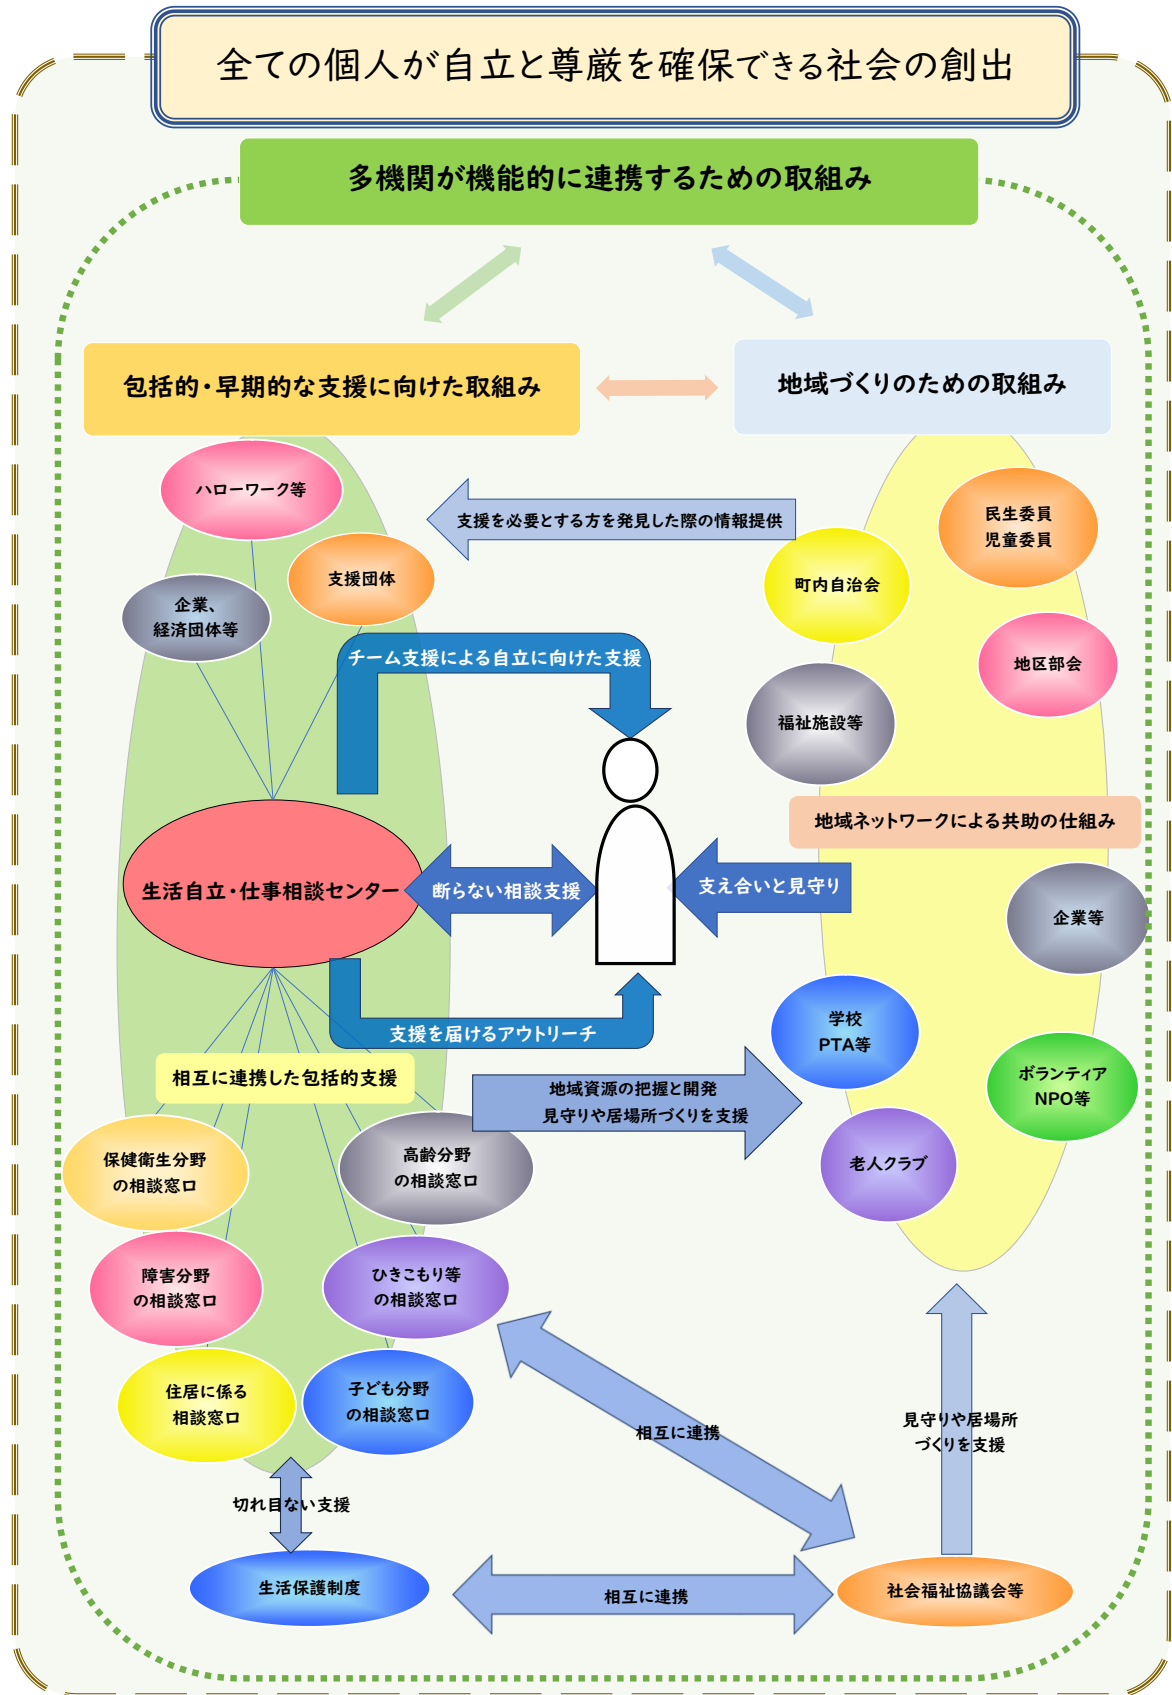 全ての個人が自立と尊厳を確保できる社会の創出
多機関が機能的に連携するための取組み
包括的・早期的な支援に向けた取組み
地域づくりのための取組み
ハローワーク等
支援団体
企業、
経済団体等
支援を必要とする方を発見した際の情報提供
民生委員
児童委員
町内自治会
地区部会
福祉施設等
チーム支援による自立に向けた支援
地域ネットワークによる共助の仕組み
生活自立・仕事相談センター
断らない相談支援
支え合いと見守り
企業等
支援を届けるアウトリーチ
学校
PTA等
相互に連携した包括的支援
地域資源の把握と開発
見守りや居場所づくりを支援
ボランティア
NPO等
老人クラブ
保健衛生分野
の相談窓口
高齢分野
の相談窓口
障害分野
の相談窓口
ひきこもり等
の相談窓口
住居に係る
相談窓口
子ども分野
の相談窓口
相互に連携
見守りや居場所
づくりを支援
切れ目ない支援
生活保護制度
相互に連携
社会福祉協議会等